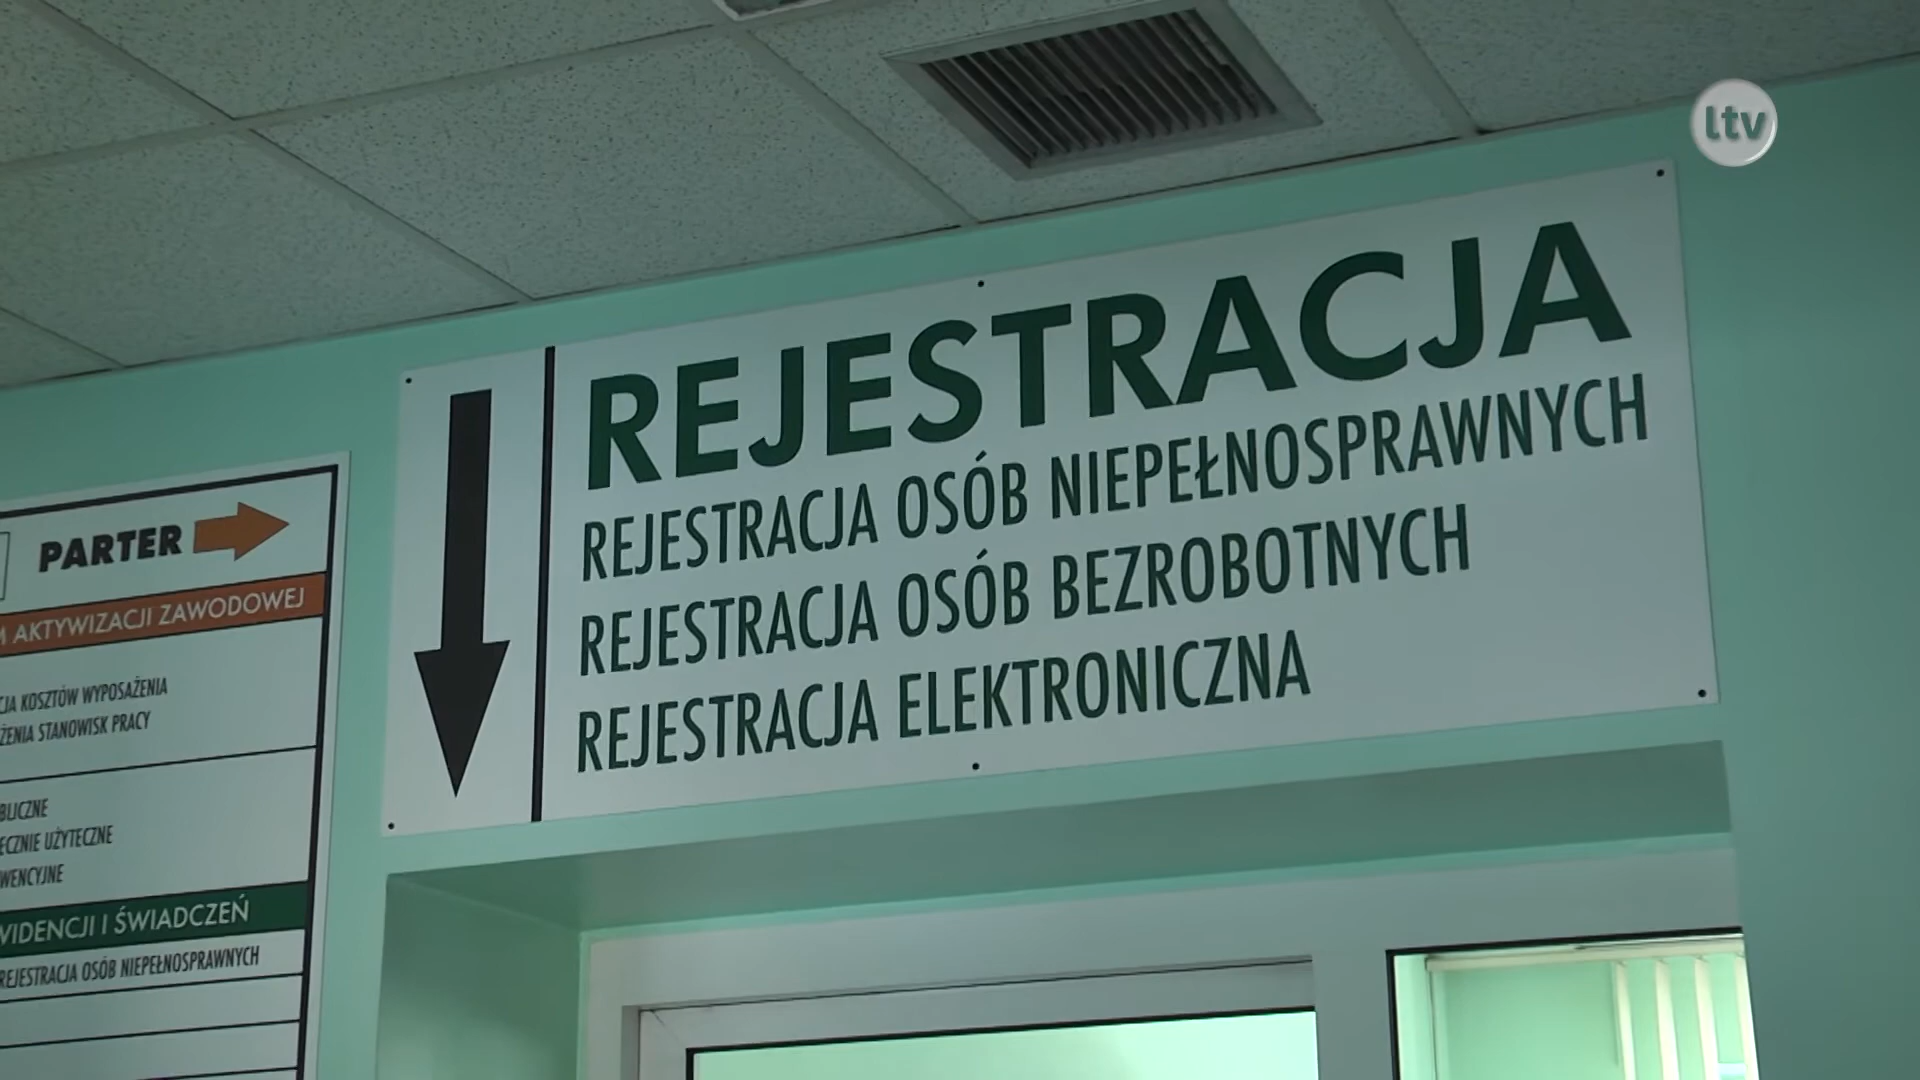 ltv
REJESTRACJA
REJESTRACJA OSÓB NIEPEŁNOSPRAWNYCH
REJESTRACJA OSÓB BEZROBOTNYCH
REJESTRACJA ELEKTRONICZNA
PARTER
AKTYWIZACJI ZAWODOWEJ
KOSZTÓW WYPOSAŻENIA
STANOWISK PRACY
UŻYTECZNE
I ŚWIADCZEŃ
REJESTRACJA OSÓB NIEPEŁNOSPRAWNYCH